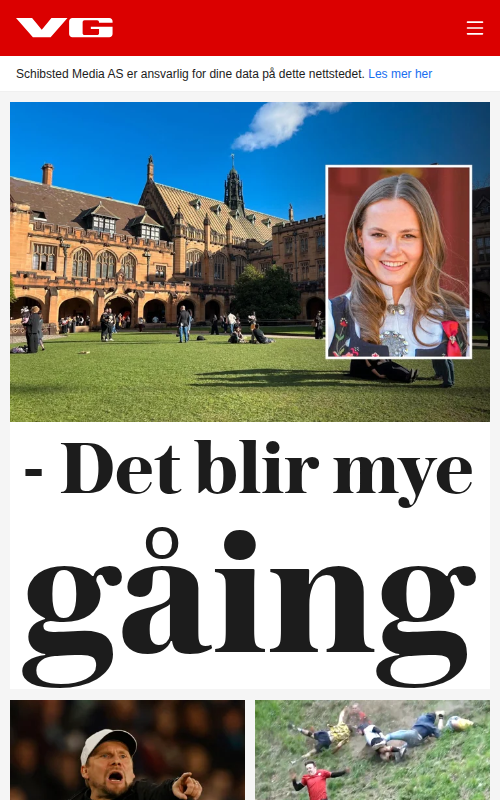 VG
Schibsted Media AS er ansvarlig for dine data på dette nettstedet. Les mer her
- Det blir mye
gåing